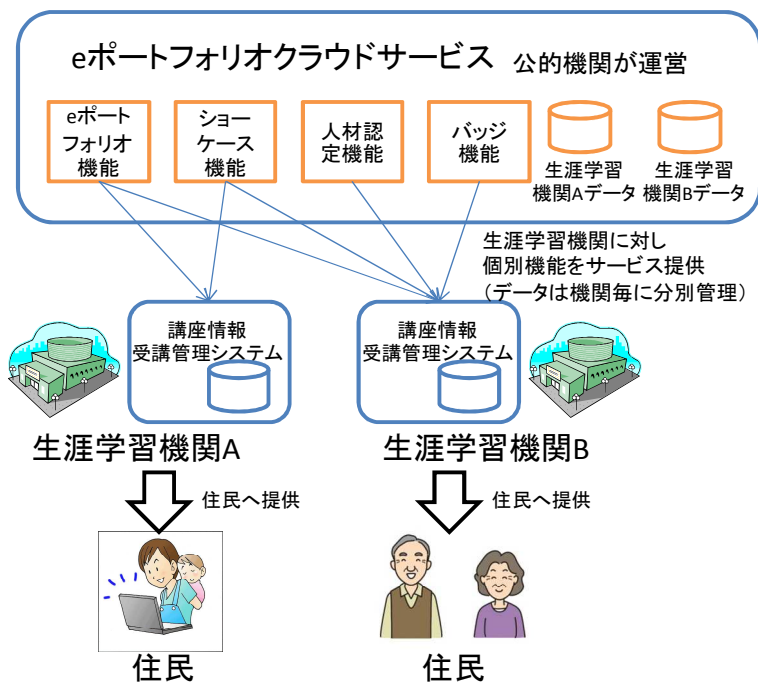 eポートフォリオクラウドサービス 公的機関が運営
eポート
フォリオ
機能
ショー
ケース
機能
人材認
定機能
バッジ
機能
生涯学習
機関Aデータ
生涯学習
機関Bデータ
生涯学習機関に対し
個別機能をサービス提供
(データは機関毎に分別管理)
講座情報
受講管理システム
講座情報
受講管理システム
生涯学習機関A
生涯学習機関B
住民へ提供
住民へ提供
住民
住民